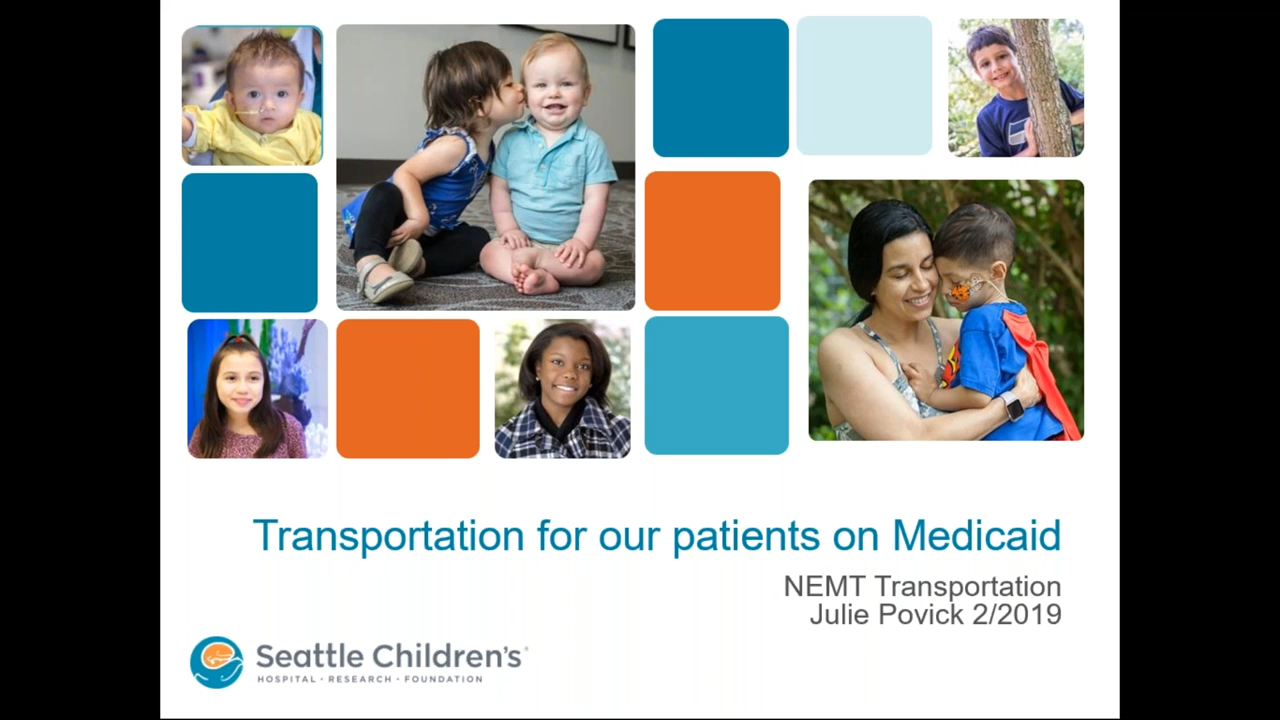 Transportation for our patients on Medicaid
NEMT Transportation
Julie Povick 2/2019
Seattle Children's®
HOSPITAL • RESEARCH • FOUNDATION